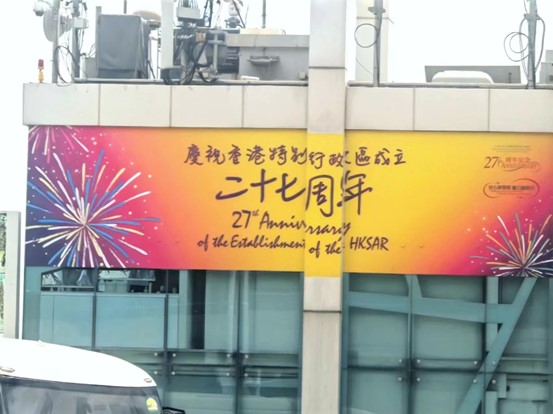 慶祝香港特別行政區成立
二十七周年
27th Anniversary
of the Establishment of the HKSAR
27th